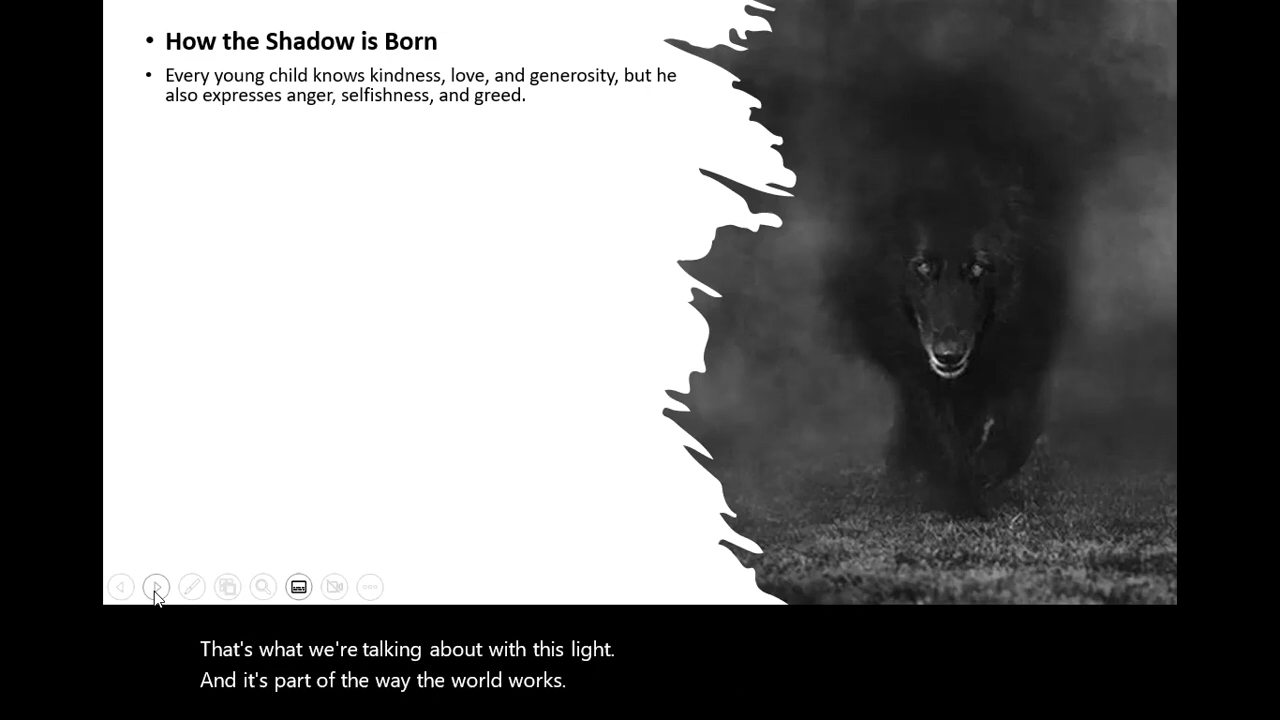 • How the Shadow is Born
• Every young child knows kindness, love, and generosity, but he
also expresses anger, selfishness, and greed.
That's what we're talking about with this light.
And it's part of the way the world works.